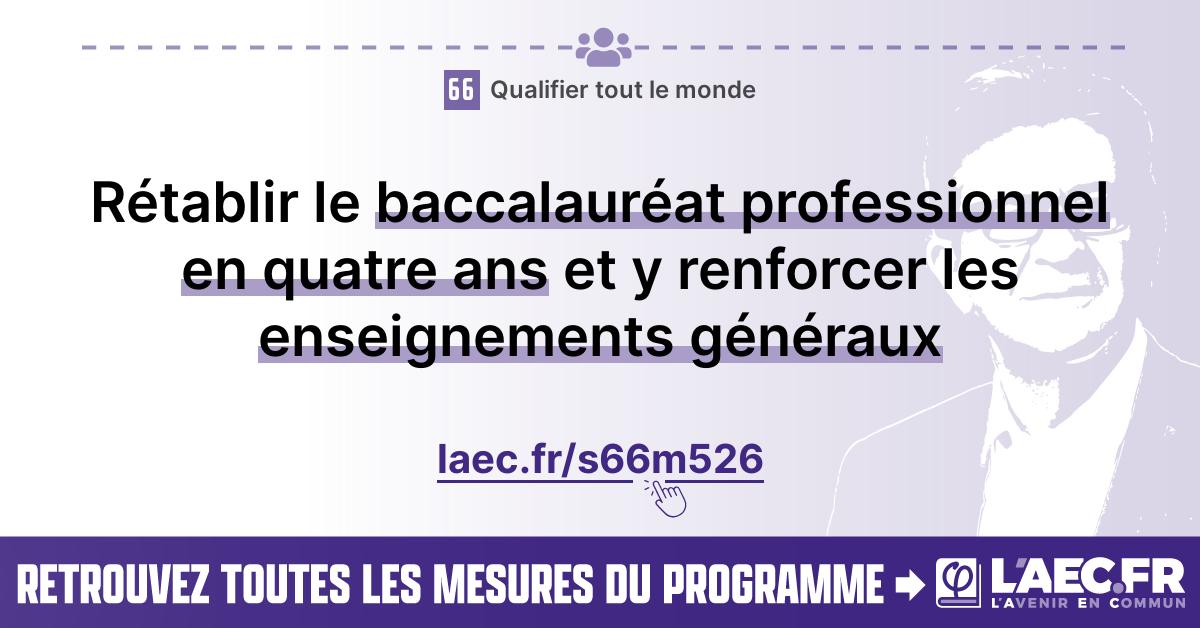 66 Qualifier tout le monde
Rétablir le baccalauréat professionnel
en quatre ans et y renforcer les
enseignements généraux
laec.fr/s66m526
RETROUVEZ TOUTES LES MESURES DU PROGRAMME
φ L'AEC.FR
L'AVENIR EN COMMUN